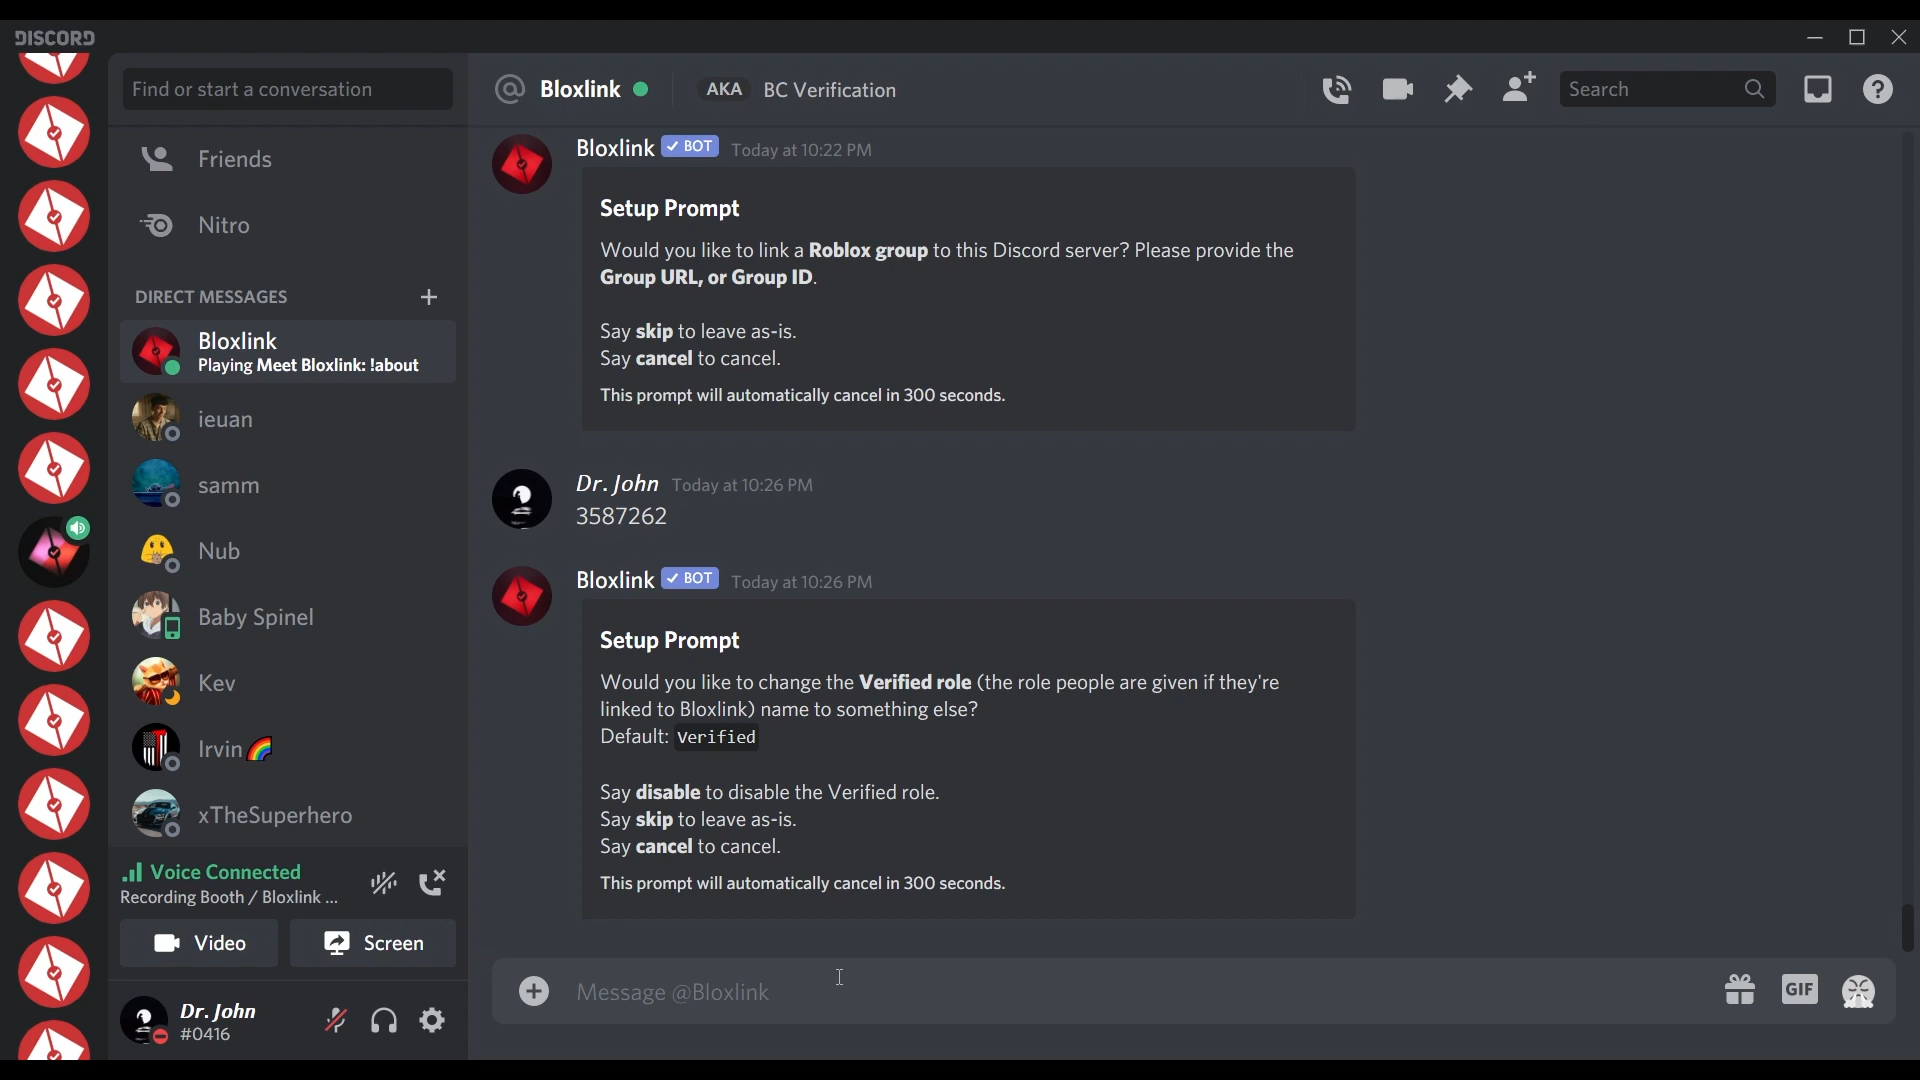 DISCORD
Find or start a conversation
Friends
Nitro
DIRECT MESSAGES
Bloxlink
Playing Meet Bloxlink: !about
ieuan
samm
Nub
Baby Spinel
Kev
Irvin🌈
xTheSuperhero
Voice Connected
Recording Booth / Bloxlink ...
Video
Screen
Dr. John
#0416
Bloxlink
AKA
BC Verification
Search
Bloxlink ✓ BOT Today at 10:22 PM
Setup Prompt
Would you like to link a Roblox group to this Discord server? Please provide the
Group URL, or Group ID.
Say skip to leave as-is.
Say cancel to cancel.
This prompt will automatically cancel in 300 seconds.
Dr. John Today at 10:26 PM
3587262
Bloxlink ✓ BOT Today at 10:26 PM
Setup Prompt
Would you like to change the Verified role (the role people are given if they're
linked to Bloxlink) name to something else?
Default: Verified
Say disable to disable the Verified role.
Say skip to leave as-is.
Say cancel to cancel.
This prompt will automatically cancel in 300 seconds.
Message @Bloxlink
GIF